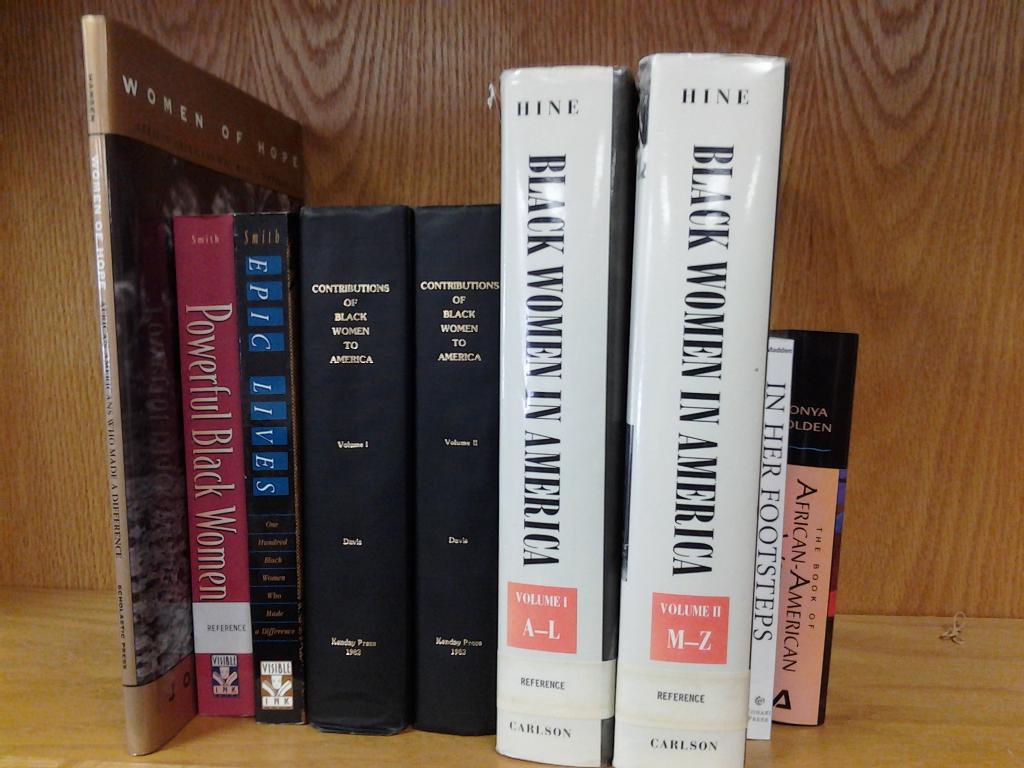 HANSEN
WOMEN OF HOPE
AFRICAN AMERICANS WHO MADE A DIFFERENCE
SCHOLASTIC PRESS
WOMEN OF HOPE
Smith
Powerful Black Women
REFERENCE
VISIBLE
INK
Smith
EPIC LIVES
One
Hundred
Black
Women
Who
Made
a Difference
VISIBLE
INK
CONTRIBUTIONS
OF
BLACK
WOMEN
TO
AMERICA
Volume I
Davis
Kenday Press
1982
CONTRIBUTIONS
OF
BLACK
WOMEN
TO
AMERICA
Volume II
Davis
Kenday Press
1982
HINE
BLACK WOMEN IN AMERICA
VOLUME I
A–L
REFERENCE
CARLSON
HINE
BLACK WOMEN IN AMERICA
VOLUME II
M–Z
REFERENCE
CARLSON
Madden
IN HER FOOTSTEPS
ONYA
OLDEN
THE BOOK OF
AFRICAN-AMERICAN